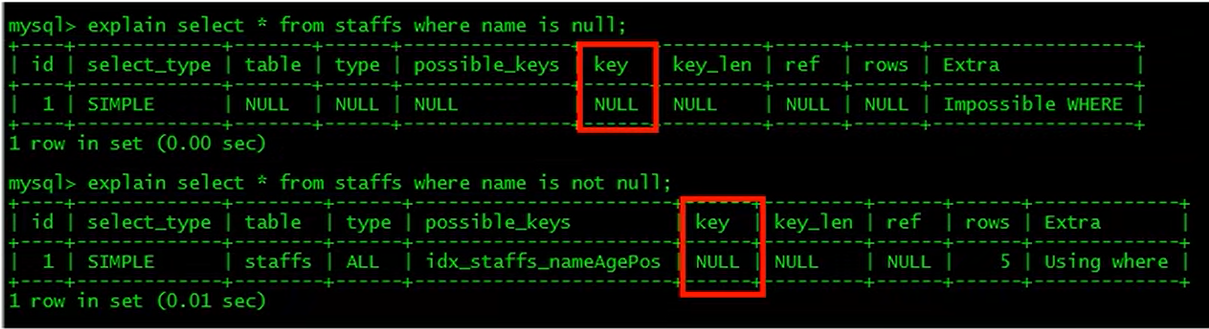 mysql> explain select * from staffs where name is null;
+----+-------------+-------+------+---------------+------+---------+------+------+------------------+
| id | select_type | table | type | possible_keys | key | key_len | ref | rows | Extra |
+----+-------------+-------+------+---------------+------+---------+------+------+------------------+
| 1 | SIMPLE | NULL | NULL | NULL | NULL | NULL | NULL | NULL | Impossible WHERE |
+----+-------------+-------+------+---------------+------+---------+------+------+------------------+
1 row in set (0.00 sec)
mysql> explain select * from staffs where name is not null;
+----+-------------+--------+------+-----------------------+------+---------+------+------+-------------+
| id | select_type | table | type | possible_keys | key | key_len | ref | rows | Extra |
+----+-------------+--------+------+-----------------------+------+---------+------+------+-------------+
| 1 | SIMPLE | staffs | ALL | idx_staffs_nameAgePos | NULL | NULL | NULL | 5 | Using where |
+----+-------------+--------+------+-----------------------+------+---------+------+------+-------------+
1 row in set (0.01 sec)